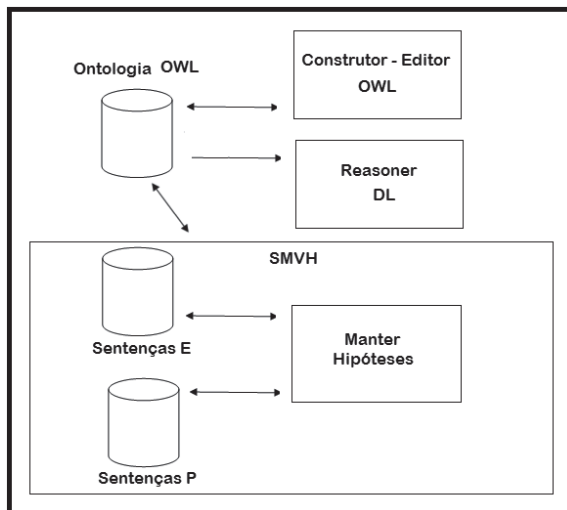 Ontologia OWL
Construtor - Editor
OWL
Reasoner
DL
SMVH
Sentenças E
Manter
Hipóteses
Sentenças P